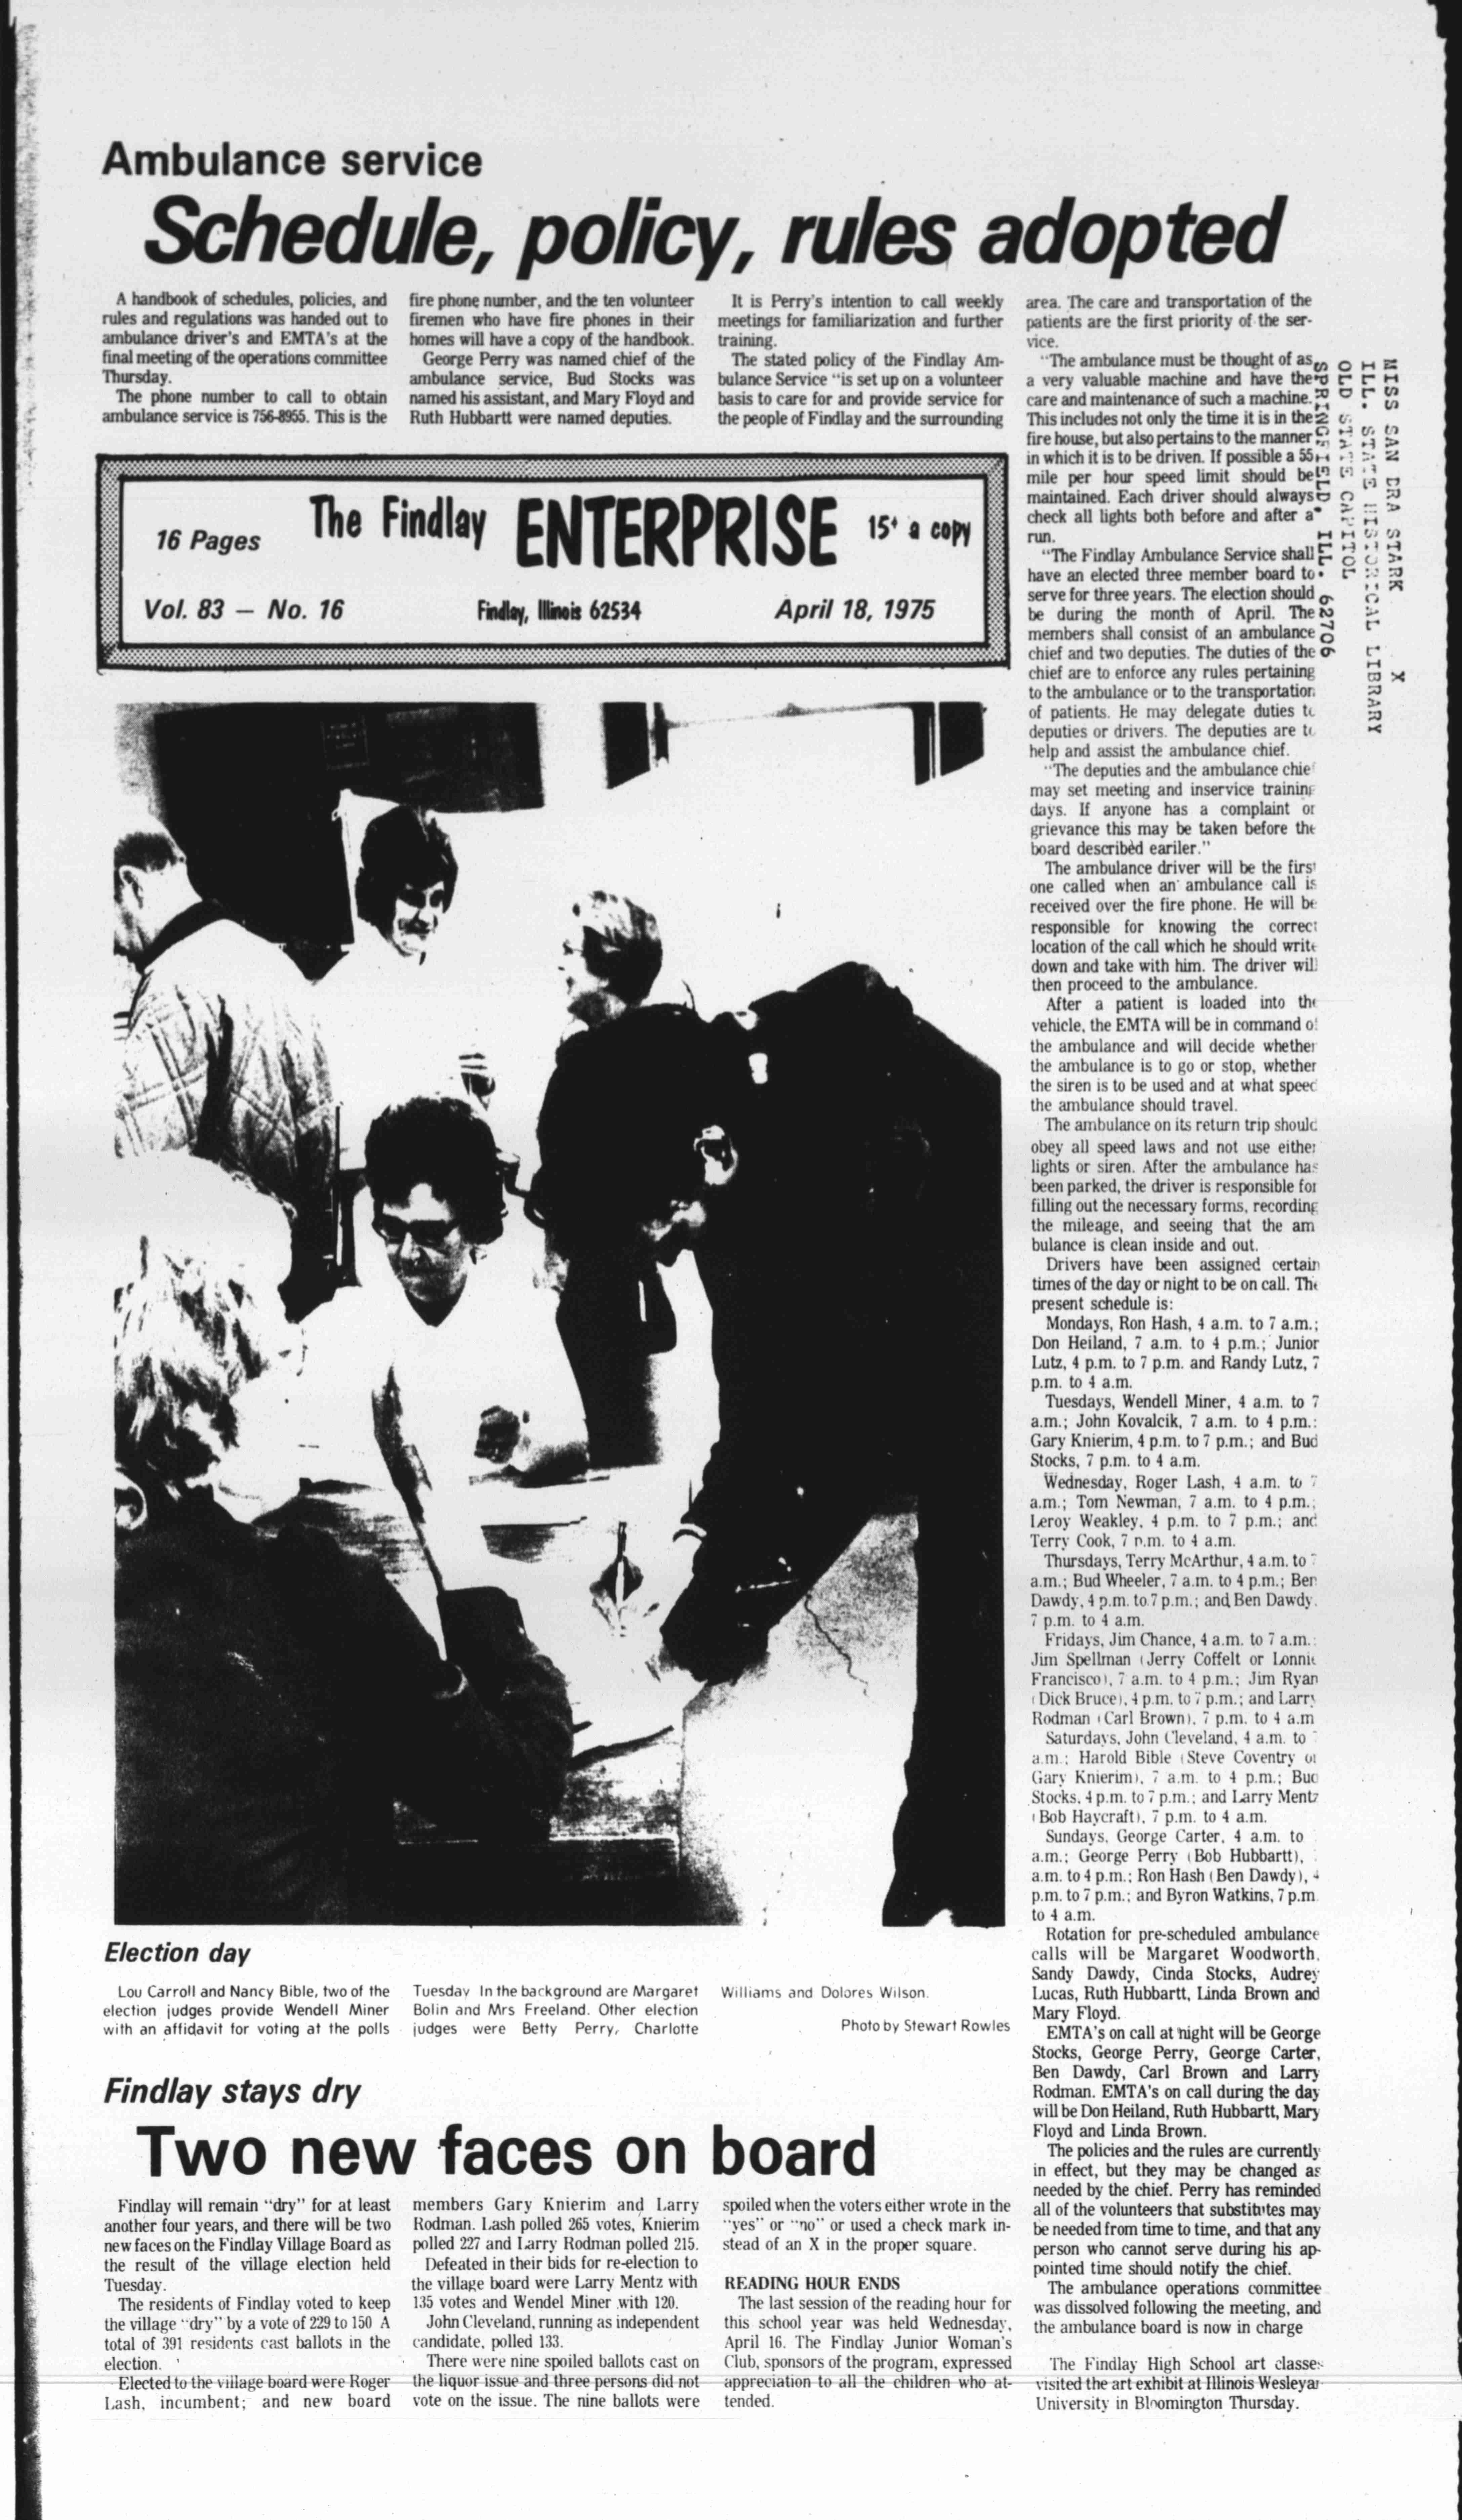 Ambulance service
Schedule, policy, rules adopted
A handbook of schedules, policies, and
rules and regulations was handed out to
ambulance driver's and EMTA's at the
final meeting of the operations committee
Thursday.
The phone number to call to obtain
ambulance service is 756-8955. This is the
fire phone number, and the ten volunteer
firemen who have fire phones in their
homes will have a copy of the handbook.
George Perry was named chief of the
ambulance service, Bud Stocks was
named his assistant, and Mary Floyd and
Ruth Hubbartt were named deputies.
It is Perry's intention to call weekly
meetings for familiarization and further
training.
The stated policy of the Findlay Am-
bulance Service "is set up on a volunteer
basis to care for and provide service for
the people of Findlay and the surrounding
area. The care and transportation of the
patients are the first priority of the ser-
vice.
"The ambulance must be thought of as
a very valuable machine and have the
care and maintenance of such a machine.
This includes not only the time it is in the
fire house, but also pertains to the manner
in which it is to be driven. If possible a 55
mile per hour speed limit should be
maintained. Each driver should always
check all lights both before and after a
run.
"The Findlay Ambulance Service shall
have an elected three member board to
serve for three years. The election should
be during the month of April. The
members shall consist of an ambulance
chief and two deputies. The duties of the
chief are to enforce any rules pertaining
to the ambulance or to the transportation
of patients. He may delegate duties to
deputies or drivers. The deputies are to
help and assist the ambulance chief.
"The deputies and the ambulance chief
may set meeting and inservice training
days. If anyone has a complaint or
grievance this may be taken before the
board described eariler."
The ambulance driver will be the first
one called when an ambulance call is
received over the fire phone. He will be
responsible for knowing the correct
location of the call which he should write
down and take with him. The driver will
then proceed to the ambulance.
After a patient is loaded into the
vehicle, the EMTA will be in command of
the ambulance and will decide whether
the ambulance is to go or stop, whether
the siren is to be used and at what speed
the ambulance should travel.
The ambulance on its return trip should
obey all speed laws and not use either
lights or siren. After the ambulance has
been parked, the driver is responsible for
filling out the necessary forms, recording
the mileage, and seeing that the am
bulance is clean inside and out.
Drivers have been assigned certain
times of the day or night to be on call. The
present schedule is:
Mondays, Ron Hash, 4 a.m. to 7 a.m.;
Don Heiland, 7 a.m. to 4 p.m.; Junior
Lutz, 4 p.m. to 7 p.m. and Randy Lutz, 7
p.m. to 4 a.m.
Tuesdays, Wendell Miner, 4 a.m. to 7
a.m.; John Kovalcik, 7 a.m. to 4 p.m.;
Gary Knierim, 4 p.m. to 7 p.m.; and Bud
Stocks, 7 p.m. to 4 a.m.
Wednesday, Roger Lash, 4 a.m. to 7
a.m.; Tom Newman, 7 a.m. to 4 p.m.;
Leroy Weakley, 4 p.m. to 7 p.m.; and
Terry Cook, 7 p.m. to 4 a.m.
Thursdays, Terry McArthur, 4 a.m. to 7
a.m.; Bud Wheeler, 7 a.m. to 4 p.m.; Ben
Dawdy, 4 p.m. to 7 p.m.; and Ben Dawdy,
7 p.m. to 4 a.m.
Fridays, Jim Chance, 4 a.m. to 7 a.m.;
Jim Spellman (Jerry Coffelt or Lonnie
Francisco), 7 a.m. to 4 p.m.; Jim Ryan
(Dick Bruce), 4 p.m. to 7 p.m.; and Larry
Rodman (Carl Brown), 7 p.m. to 4 a.m
Saturdays, John Cleveland, 4 a.m. to 7
a.m.; Harold Bible (Steve Coventry or
Gary Knierim), 7 a.m. to 4 p.m.; Bud
Stocks, 4 p.m. to 7 p.m.; and Larry Mentz
(Bob Haycraft), 7 p.m. to 4 a.m.
Sundays, George Carter, 4 a.m. to
a.m.; George Perry (Bob Hubbartt),
a.m. to 4 p.m.; Ron Hash (Ben Dawdy), 4
p.m. to 7 p.m.; and Byron Watkins, 7 p.m.
to 4 a.m.
Rotation for pre-scheduled ambulance
calls will be Margaret Woodworth,
Sandy Dawdy, Cinda Stocks, Audrey
Lucas, Ruth Hubbartt, Linda Brown and
Mary Floyd.
EMTA's on call at night will be George
Stocks, George Perry, George Carter,
Ben Dawdy, Carl Brown and Larry
Rodman. EMTA's on call during the day
will be Don Heiland, Ruth Hubbartt, Mary
Floyd and Linda Brown.
The policies and the rules are currently
in effect, but they may be changed as
needed by the chief. Perry has reminded
all of the volunteers that substitutes may
be needed from time to time, and that any
person who cannot serve during his ap-
pointed time should notify the chief.
The ambulance operations committee
was dissolved following the meeting, and
the ambulance board is now in charge
The Findlay High School art classes
visited the art exhibit at Illinois Wesleyan
University in Bloomington Thursday.
MISS SAN DRA STARK X
ILL. STATE HISTORICAL LIBRARY
OLD STATE CAPITOL
SPRINGFIELD, ILL. 62706
16 Pages
The Findlay ENTERPRISE
15¢ a copy
Vol. 83 — No. 16
Findlay, Illinois 62534
April 18, 1975
Election day
Lou Carroll and Nancy Bible, two of the
election judges provide Wendell Miner
with an affidavit for voting at the polls
Tuesday In the background are Margaret
Bolin and Mrs Freeland. Other election
judges were Betty Perry, Charlotte
Williams and Dolores Wilson.
Photo by Stewart Rowles
Findlay stays dry
Two new faces on board
Findlay will remain "dry" for at least
another four years, and there will be two
new faces on the Findlay Village Board as
the result of the village election held
Tuesday.
The residents of Findlay voted to keep
the village "dry" by a vote of 229 to 150 A
total of 391 residents cast ballots in the
election.
Elected to the village board were Roger
Lash, incumbent; and new board
members Gary Knierim and Larry
Rodman. Lash polled 265 votes, Knierim
polled 227 and Larry Rodman polled 215.
Defeated in their bids for re-election to
the village board were Larry Mentz with
135 votes and Wendel Miner with 120.
John Cleveland, running as independent
candidate, polled 133.
There were nine spoiled ballots cast on
the liquor issue and three persons did not
vote on the issue. The nine ballots were
spoiled when the voters either wrote in the
"yes" or "no" or used a check mark in-
stead of an X in the proper square.
READING HOUR ENDS
The last session of the reading hour for
this school year was held Wednesday,
April 16. The Findlay Junior Woman's
Club, sponsors of the program, expressed
appreciation to all the children who at-
tended.